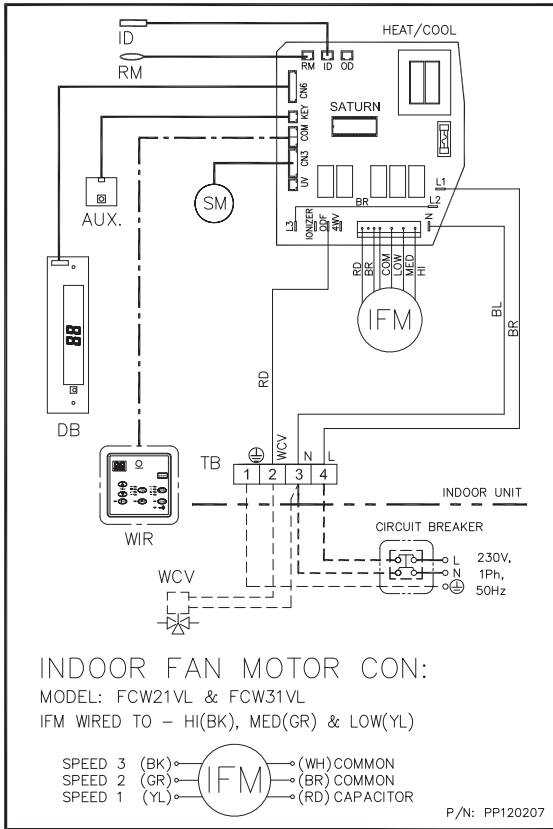 ID
HEAT/COOL
RM
RM ID OD
CN6
KEY
SATURN
COM
CN3
UV
SM
AUX.
L1
BR
L2
L3
IONIZER
ODF
4WV
N
RD
BR
COM
LOW
MED
HI
IFM
88
DB
RD
BL
BR
WCV
N
L
TB
1 2 3 4
INDOOR UNIT
WIR
CIRCUIT BREAKER
WCV
L
N
230V,
1Ph,
50Hz
INDOOR FAN MOTOR CON:
MODEL: FCW21VL & FCW31VL
IFM WIRED TO – HI(BK), MED(GR) & LOW(YL)
SPEED 3 (BK)
SPEED 2 (GR)
SPEED 1 (YL)
IFM
(WH) COMMON
(BR) COMMON
(RD) CAPACITOR
P/N: PP120207